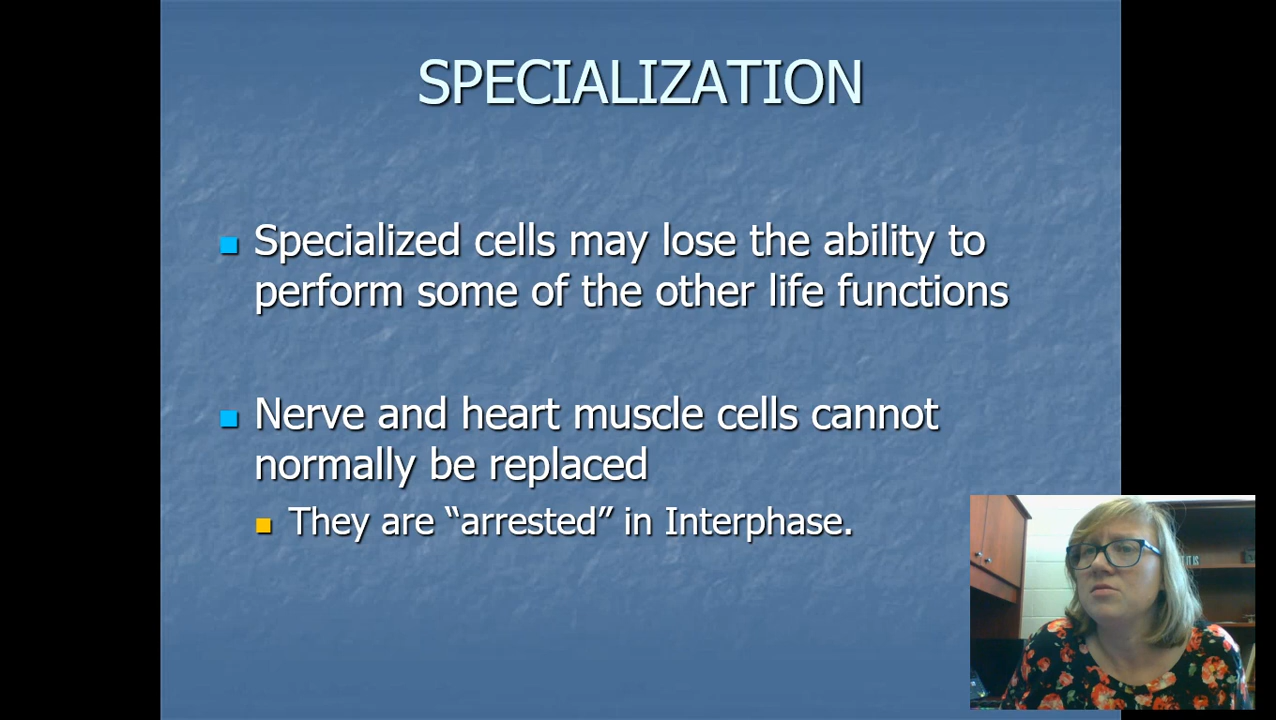 SPECIALIZATION
Specialized cells may lose the ability to
perform some of the other life functions
Nerve and heart muscle cells cannot
normally be replaced
They are “arrested” in Interphase.